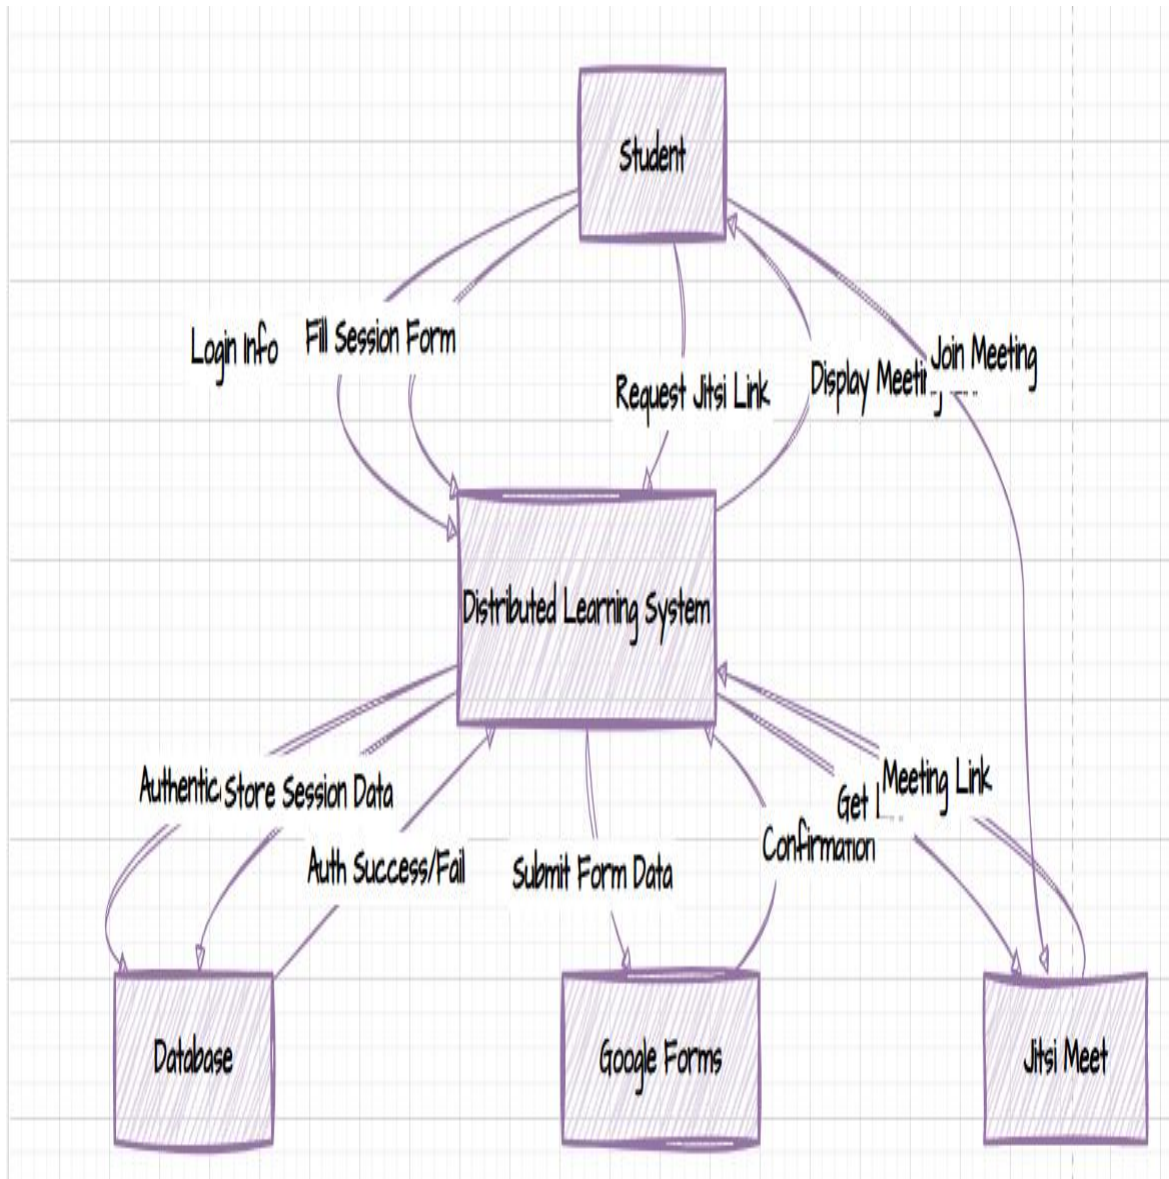 Student
Login Info
Fill Session Form
Request Jitsi Link
Display Meetin
Join Meeting
Distributed Learning System
Authentic
Store Session Data
Auth Success/Fail
Submit Form Data
Confirmation
Get
Meeting Link
Database
Google Forms
Jitsi Meet